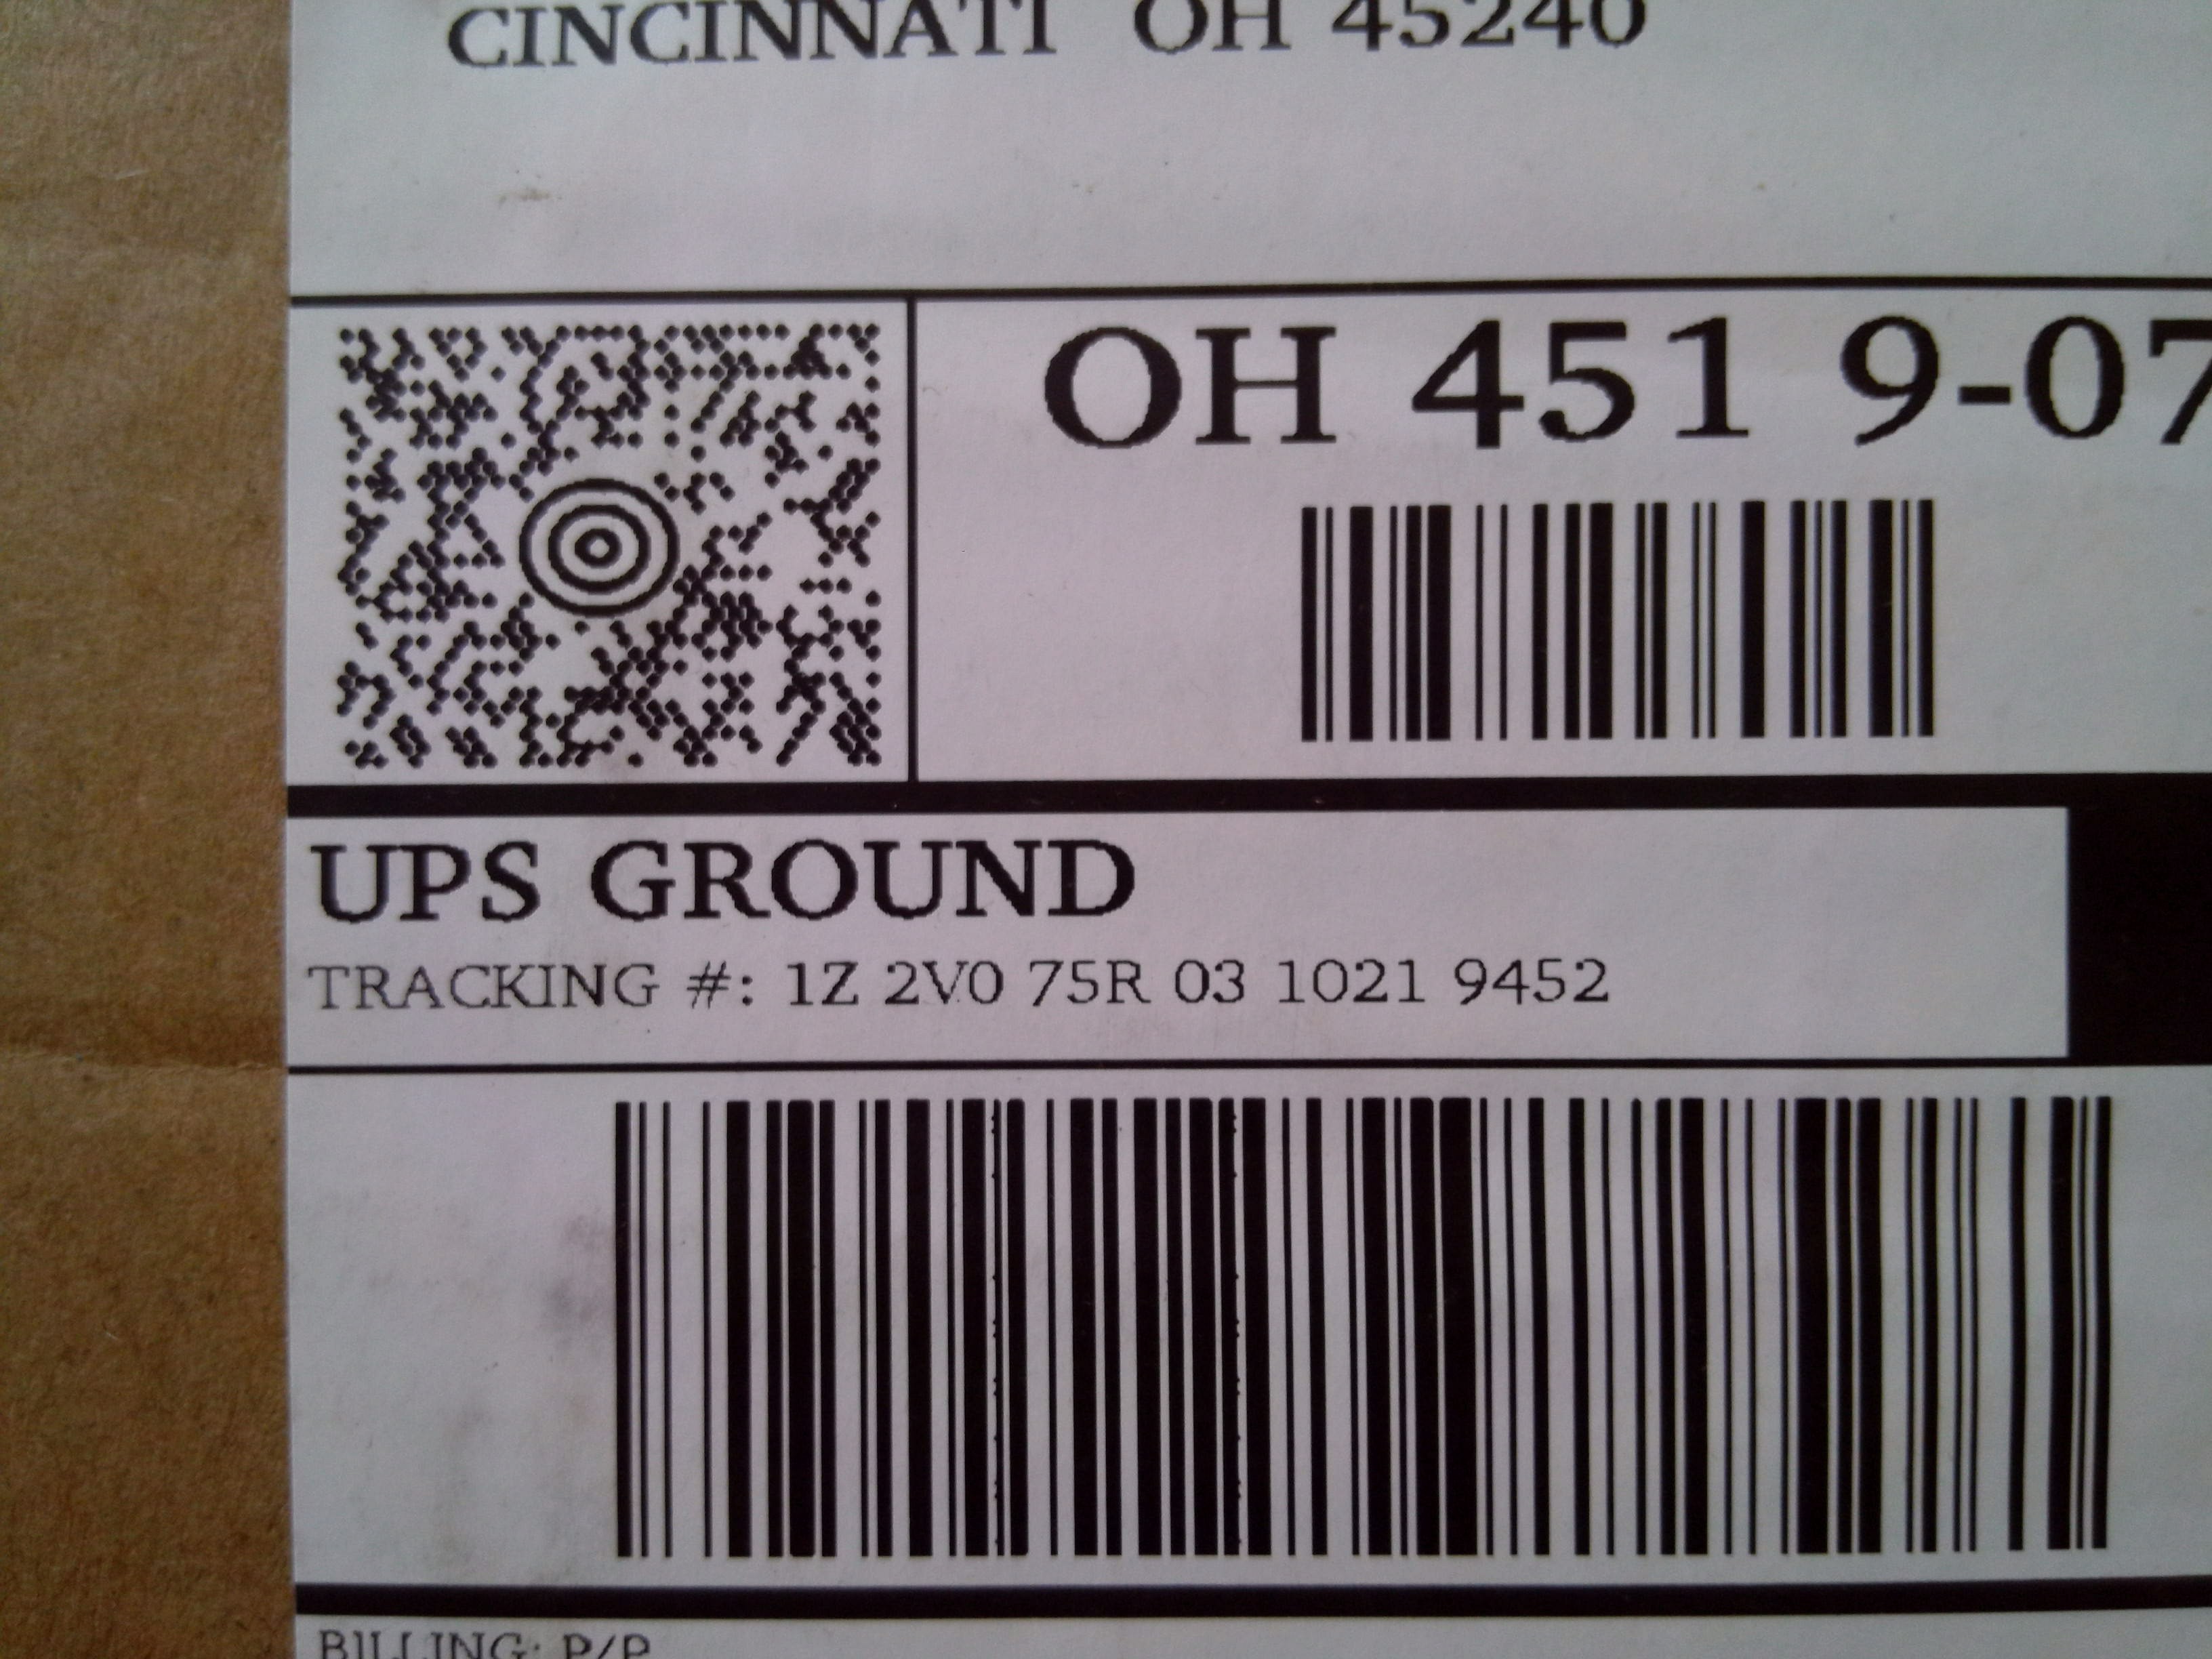 CINCINNATI OH 45240
OH 451 9-07
UPS GROUND
TRACKING #: 1Z 2V0 75R 03 1021 9452
BILLING: P/P